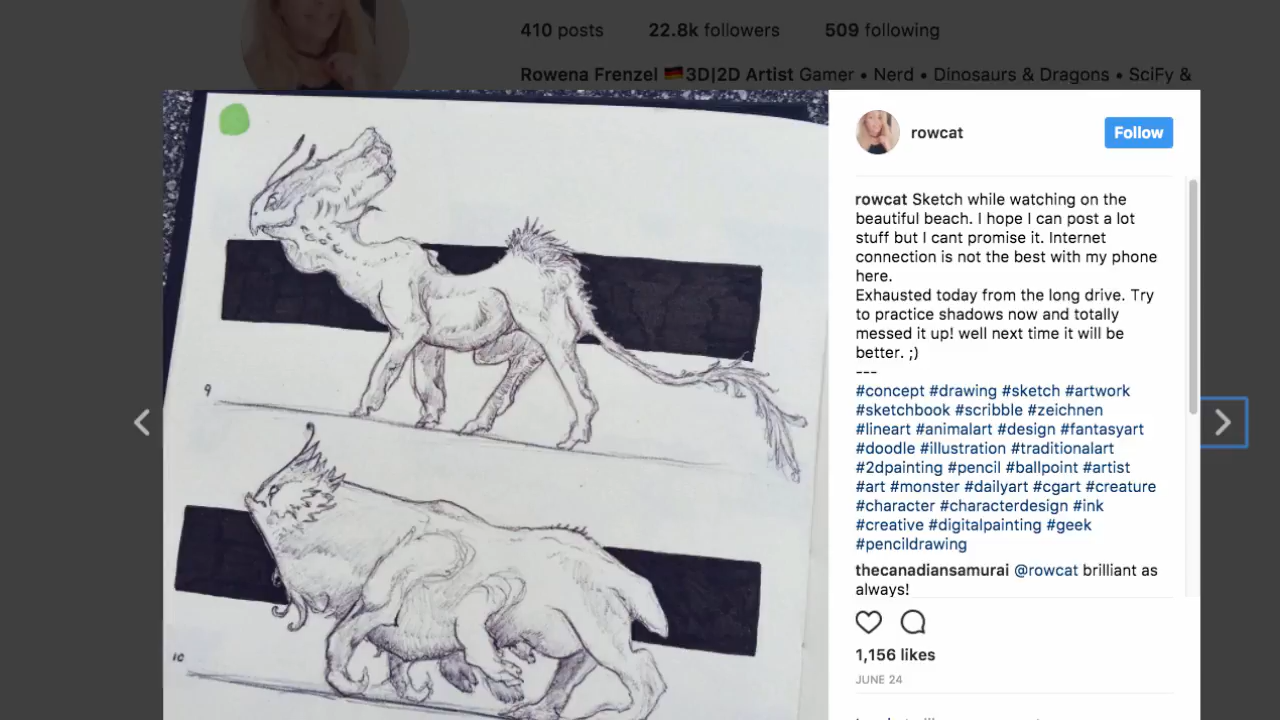 410 posts 22.8k followers 509 following
Rowena Frenzel 🇩🇪3D|2D Artist Gamer • Nerd • Dinosaurs & Dragons • SciFy &
9
10
rowcat
Follow
rowcat Sketch while watching on the
beautiful beach. I hope I can post a lot
stuff but I cant promise it. Internet
connection is not the best with my phone
here.
Exhausted today from the long drive. Try
to practice shadows now and totally
messed it up! well next time it will be
better. ;)
---
#concept #drawing #sketch #artwork
#sketchbook #scribble #zeichnen
#lineart #animalart #design #fantasyart
#doodle #illustration #traditionalart
#2dpainting #pencil #ballpoint #artist
#art #monster #dailyart #cgart #creature
#character #characterdesign #ink
#creative #digitalpainting #geek
#pencildrawing
thecanadiansamurai @rowcat brilliant as
always!
1,156 likes
JUNE 24